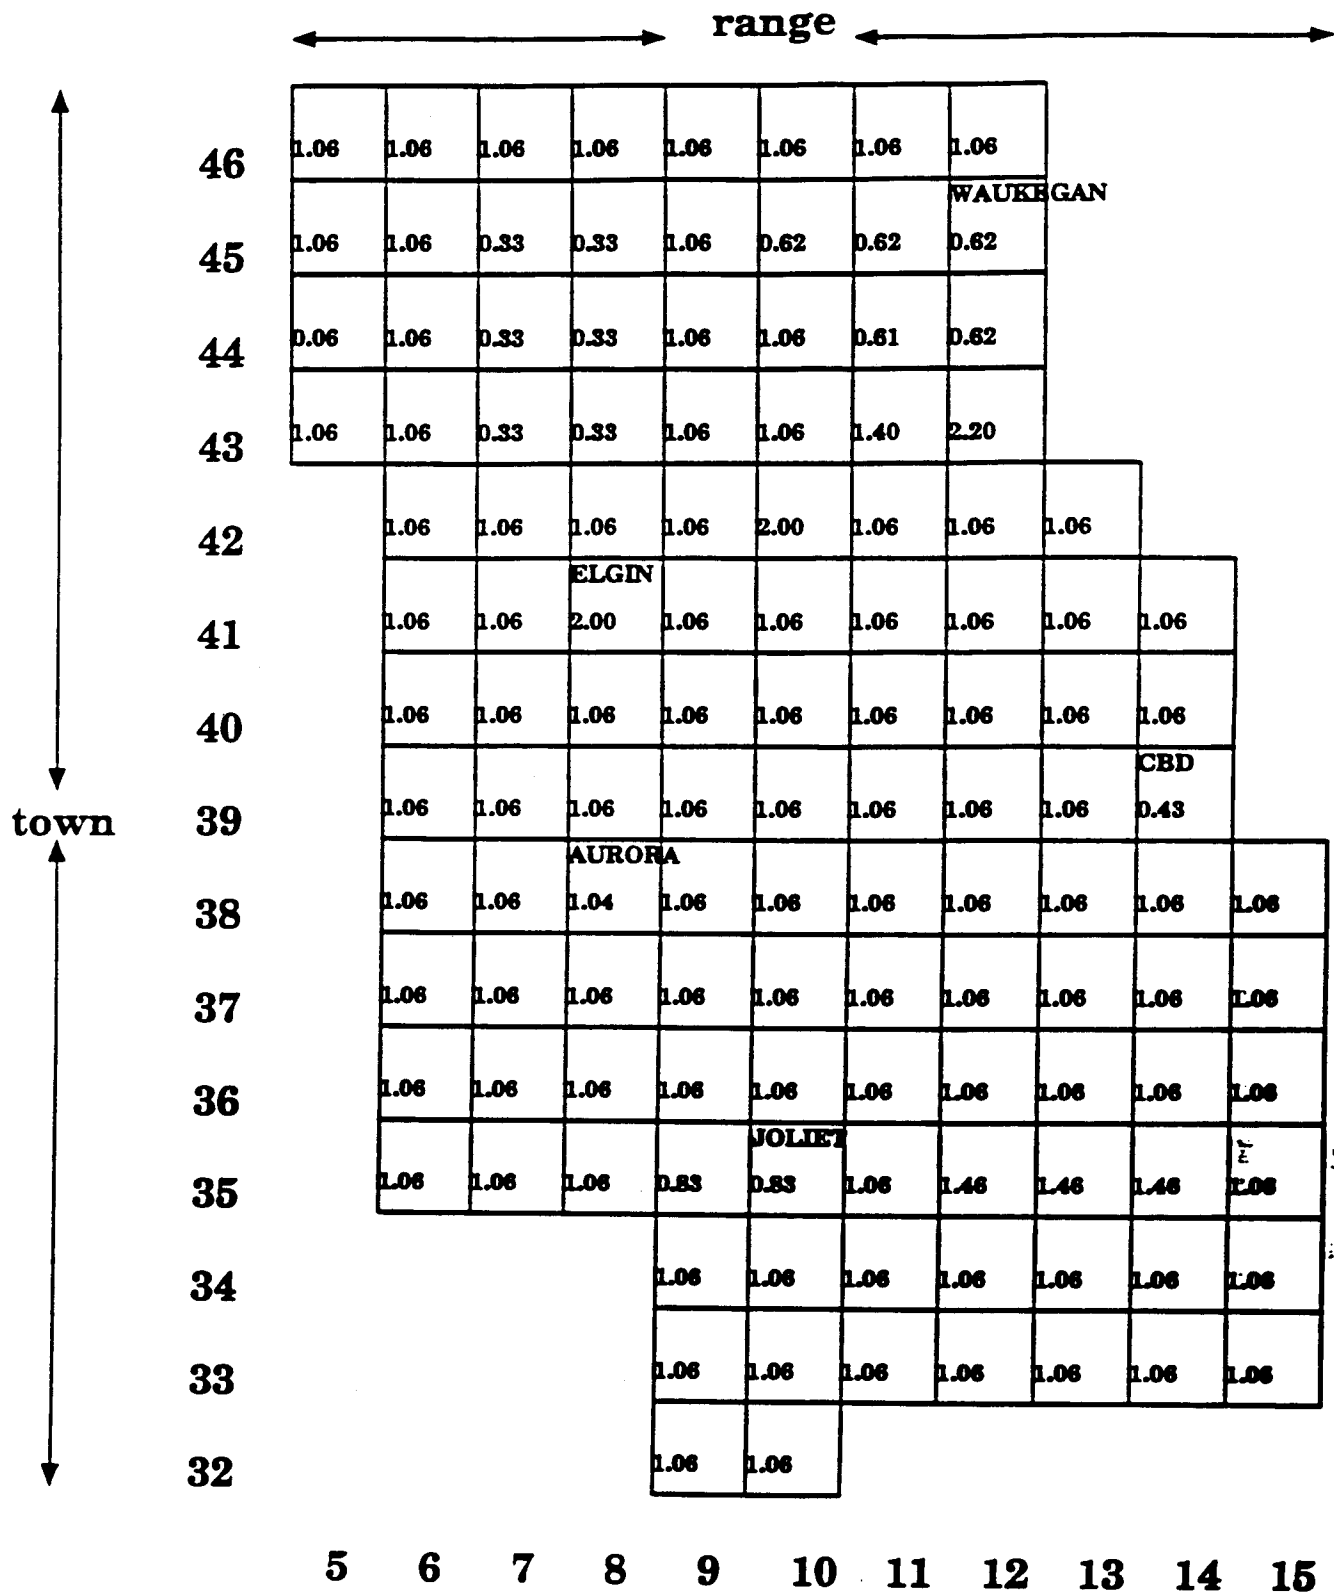 range
46 1.06 1.06 1.06 1.06 1.06 1.06 1.06 1.06
WAUKEGAN
45 1.06 1.06 0.33 0.33 1.06 0.62 0.62 0.62
44 0.06 1.06 0.33 0.33 1.06 1.06 0.61 0.62
43 1.06 1.06 0.33 0.33 1.06 1.06 1.40 2.20
42 1.06 1.06 1.06 1.06 2.00 1.06 1.06 1.06
ELGIN
41 1.06 1.06 2.00 1.06 1.06 1.06 1.06 1.06 1.06
40 1.06 1.06 1.06 1.06 1.06 1.06 1.06 1.06 1.06
CBD
town 39 1.06 1.06 1.06 1.06 1.06 1.06 1.06 1.06 0.43
AURORA
38 1.06 1.06 1.04 1.06 1.06 1.06 1.06 1.06 1.06 1.06
37 1.06 1.06 1.06 1.06 1.06 1.06 1.06 1.06 1.06 1.06
36 1.06 1.06 1.06 1.06 1.06 1.06 1.06 1.06 1.06 1.06
JOLIET
35 1.06 1.06 1.06 0.83 0.83 1.06 1.46 1.46 1.46 1.06
34 1.06 1.06 1.06 1.06 1.06 1.06 1.06
33 1.06 1.06 1.06 1.06 1.06 1.06 1.06
32 1.06 1.06
5 6 7 8 9 10 11 12 13 14 15